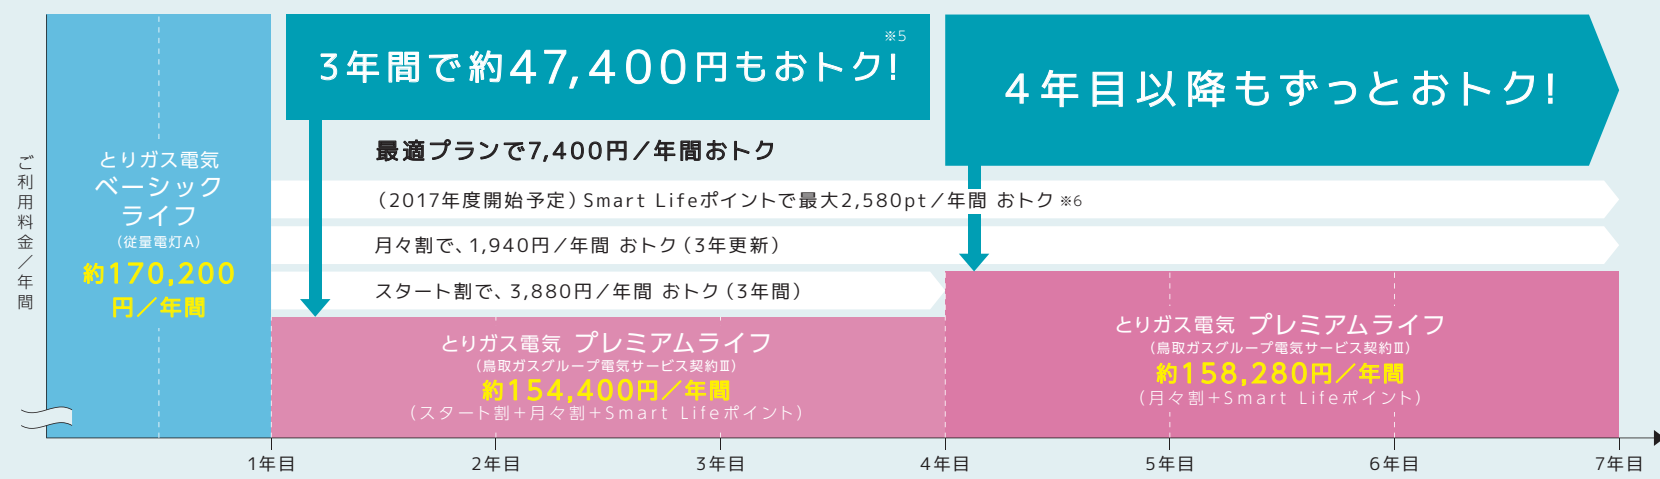 ご利用料金／年間
とりガス電気
ベーシック
ライフ
（従量電灯A）
約170,200
円／年間
3年間で約47,400円もおトク!
※5
4年目以降もずっとおトク!
最適プランで7,400円／年間おトク
（2017年度開始予定）Smart Lifeポイントで最大2,580pt／年間 おトク ※6
月々割で、1,940円／年間 おトク（3年更新）
スタート割で、3,880円／年間 おトク（3年間）
とりガス電気 プレミアムライフ
（鳥取ガスグループ電気サービス契約Ⅲ）
約154,400円／年間
（スタート割＋月々割＋Smart Lifeポイント）
とりガス電気 プレミアムライフ
（鳥取ガスグループ電気サービス契約Ⅲ）
約158,280円／年間
（月々割＋Smart Lifeポイント）
1年目
2年目
3年目
4年目
5年目
6年目
7年目